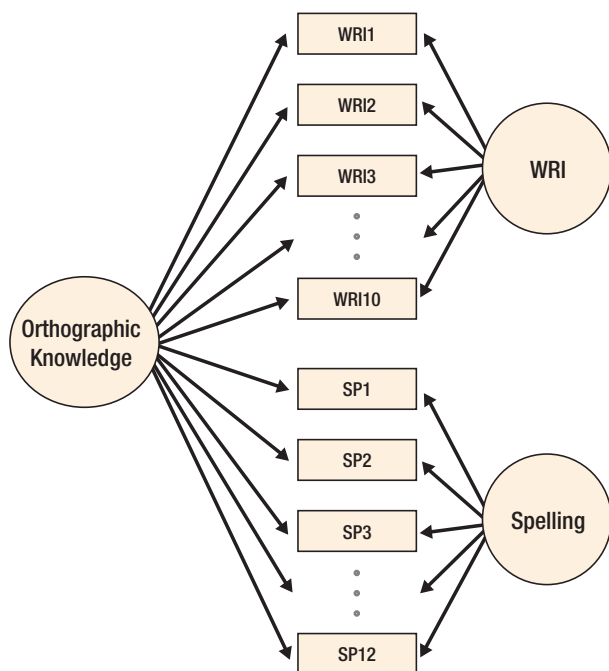 WRI1
WRI2
WRI3
WRI10
WRI
Orthographic
Knowledge
SP1
SP2
SP3
SP12
Spelling